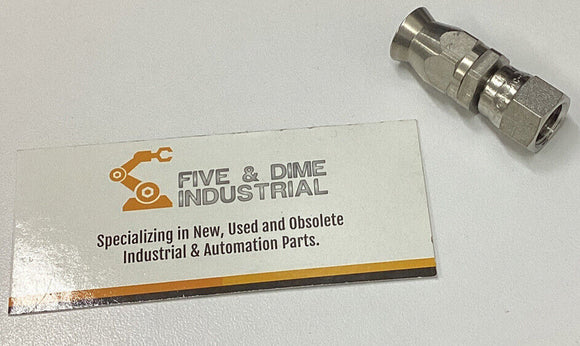 FIVE & DIME
INDUSTRIAL
Specializing in New, Used and Obsolete
Industrial & Automation Parts.